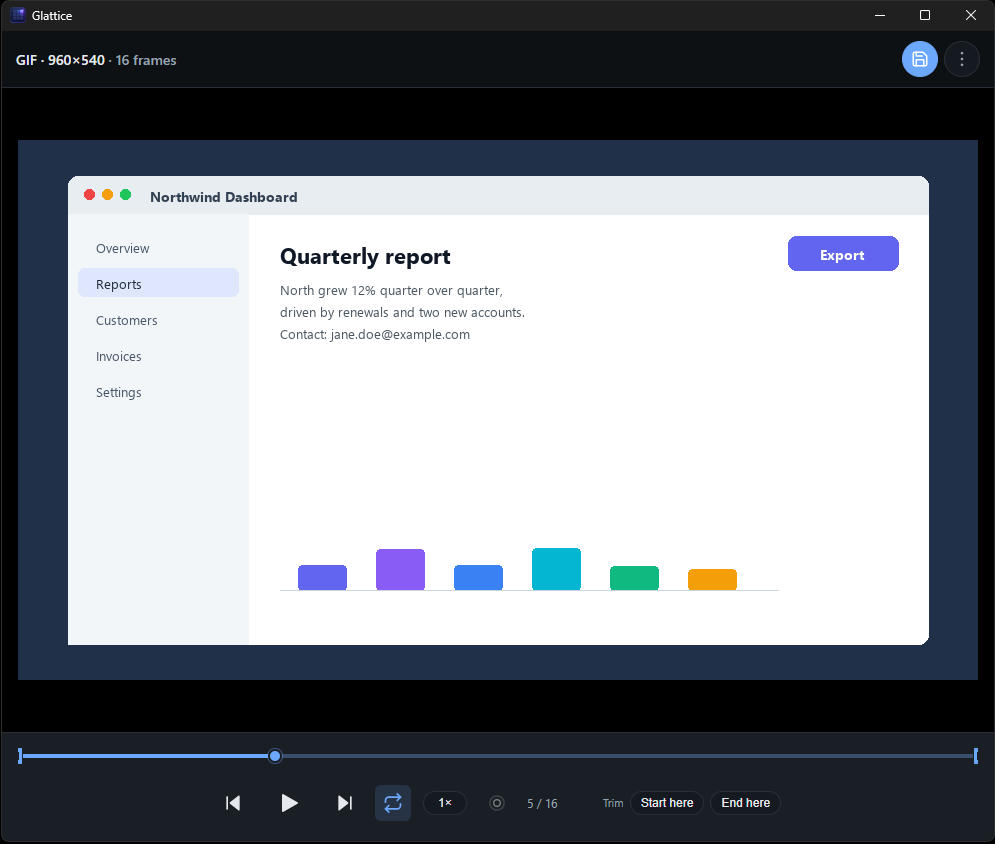 Glattice
GIF · 960×540 · 16 frames
Northwind Dashboard
Overview
Reports
Customers
Invoices
Settings
Quarterly report
Export
North grew 12% quarter over quarter,
driven by renewals and two new accounts.
Contact: jane.doe@example.com
1×
5 / 16
Trim
Start here
End here